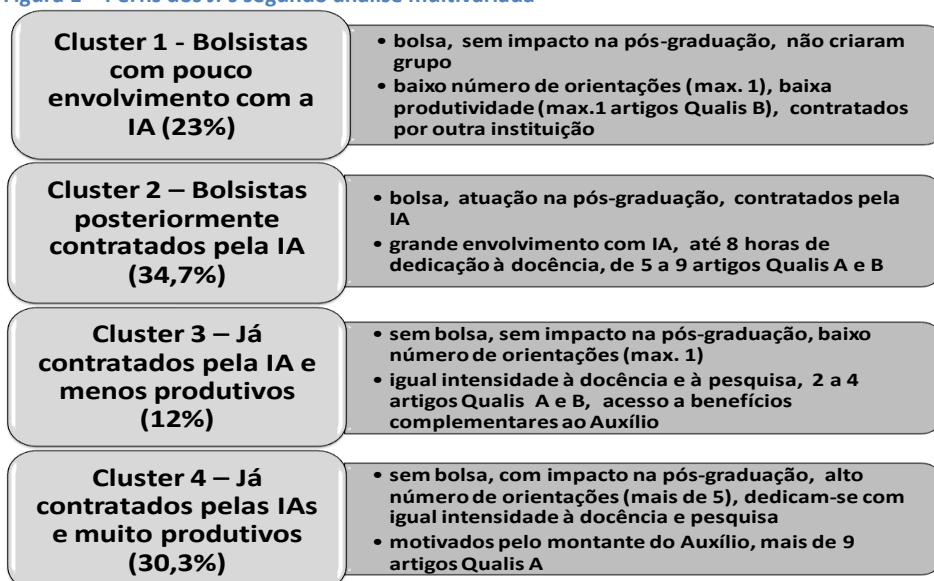 Cluster 1 - Bolsistas
com pouco
envolvimento com a
IA (23%)
• bolsa, sem impacto na pós-graduação, não criaram
grupo
• baixo número de orientações (max. 1), baixa
produtividade (max.1 artigos Qualis B), contratados
por outra instituição
Cluster 2 – Bolsistas
posteriormente
contratados pela IA
(34,7%)
• bolsa, atuação na pós-graduação, contratados pela
IA
• grande envolvimento com IA, até 8 horas de
dedicação à docência, de 5 a 9 artigos Qualis A e B
Cluster 3 – Já
contratados pela IA e
menos produtivos
(12%)
• sem bolsa, sem impacto na pós-graduação, baixo
número de orientações (max. 1)
• igual intensidade à docência e à pesquisa, 2 a 4
artigos Qualis A e B, acesso a benefícios
complementares ao Auxílio
Cluster 4 – Já
contratados pelas IAs
e muito produtivos
(30,3%)
• sem bolsa, com impacto na pós-graduação, alto
número de orientações (mais de 5), dedicam-se com
igual intensidade à docência e pesquisa
• motivados pelo montante do Auxílio, mais de 9
artigos Qualis A